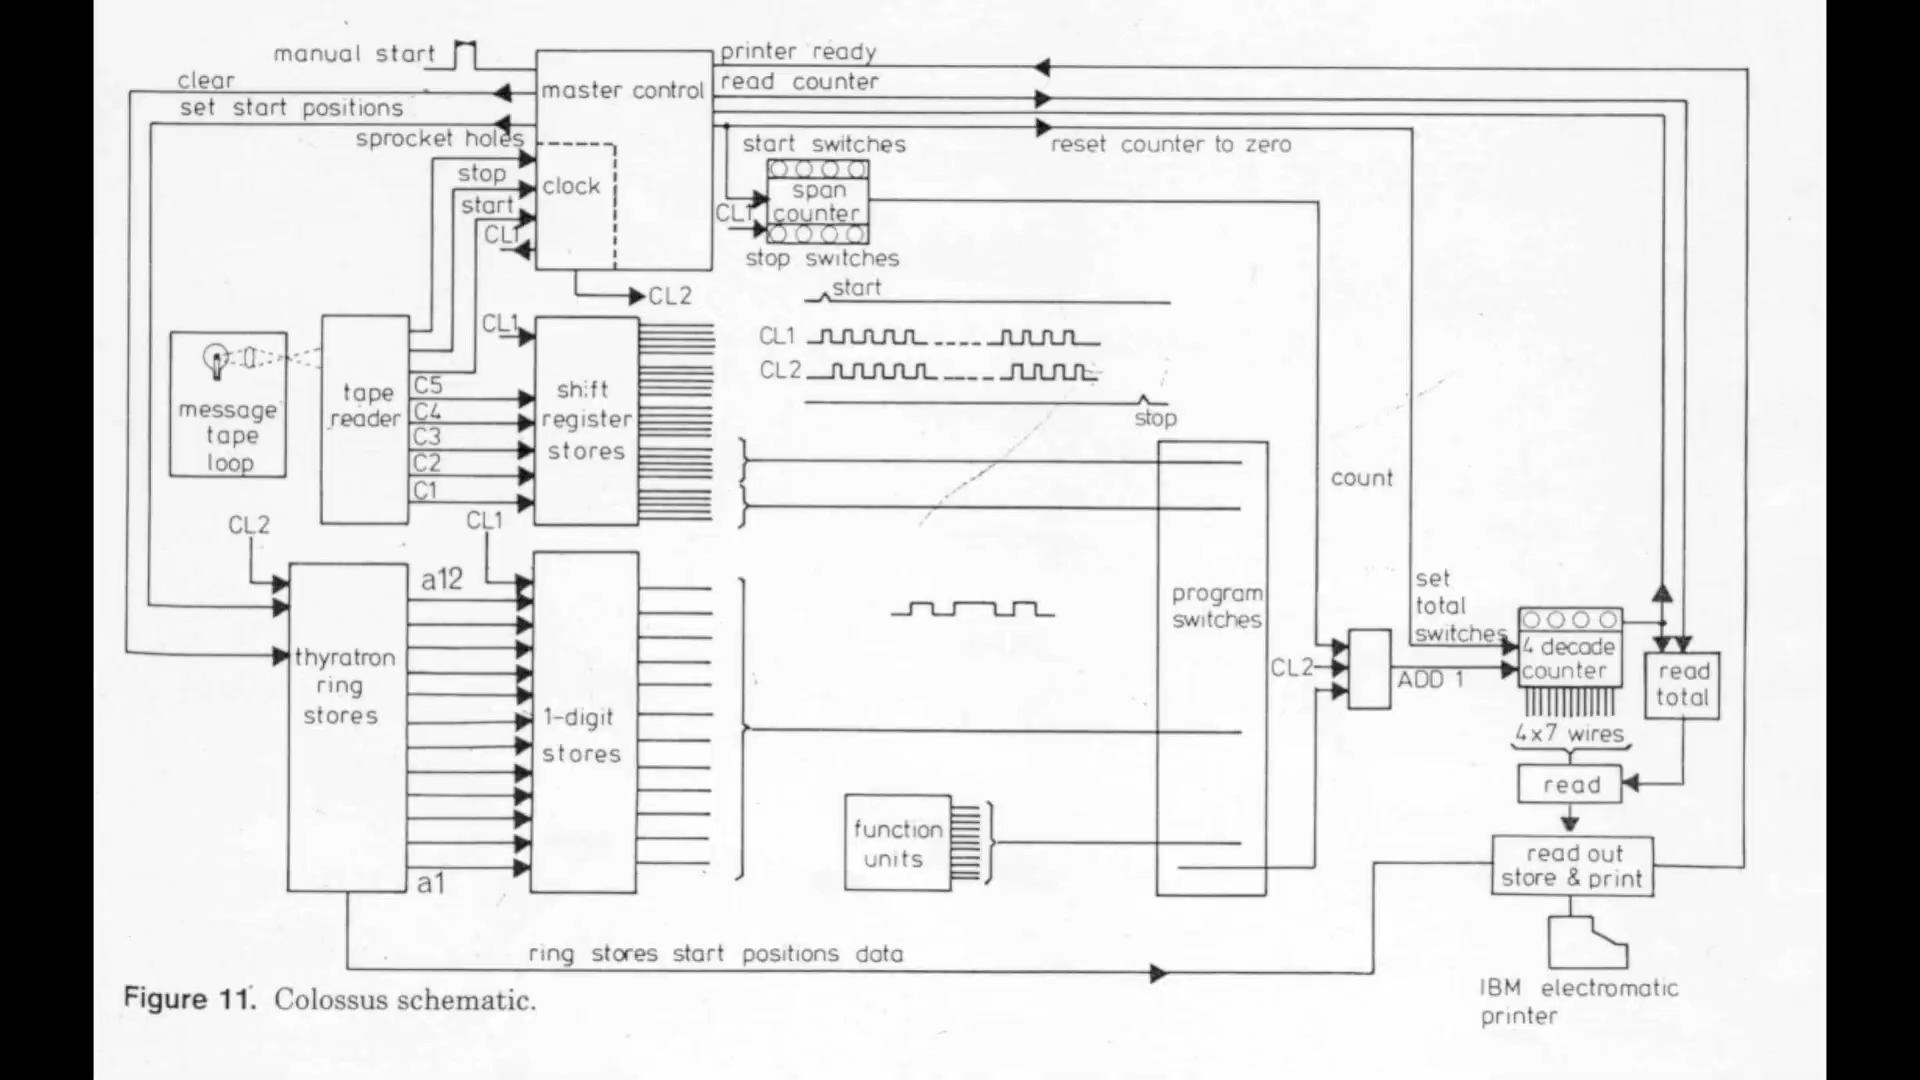 manual start
clear
set start positions
sprocket holes
stop
start
CL1
master control
clock
CL2
printer ready
read counter
reset counter to zero
start switches
span
counter
CL1
stop switches
start
CL1
CL2
stop
message
tape
loop
tape
reader
C5
C4
C3
C2
C1
CL1
shift
register
stores
CL2
CL1
a12
thyratron
ring
stores
a1
1-digit
stores
function
units
program
switches
count
CL2
ADD 1
set
total
switches
4 decade
counter
4x7 wires
read
total
read
read out
store & print
ring stores start positions data
IBM electromatic
printer
Figure 11. Colossus schematic.